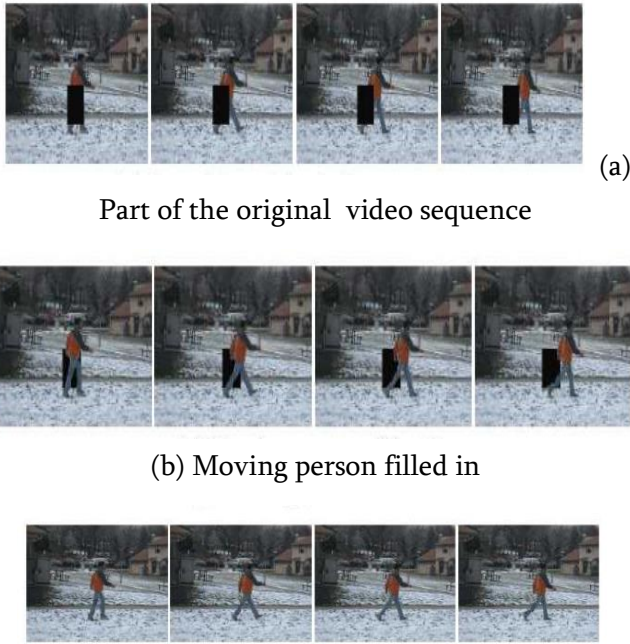 (a)
Part of the original video sequence
(b) Moving person filled in